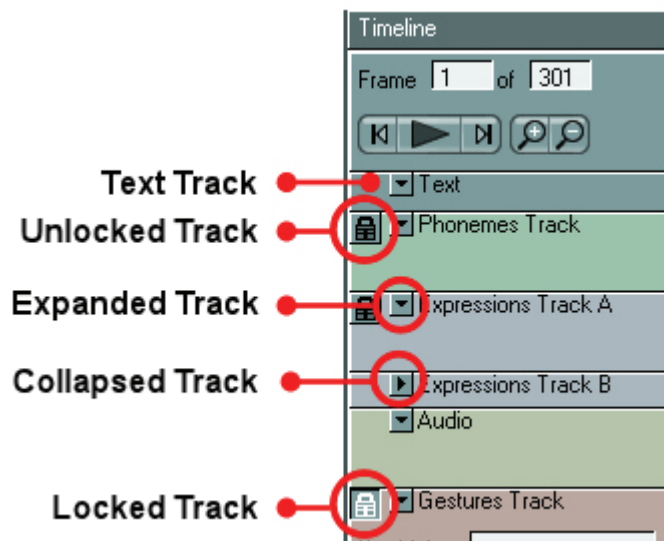 Timeline
Frame 1 of 301
Text Track
Text
Unlocked Track
Phonemes Track
Expanded Track
Expressions Track A
Collapsed Track
Expressions Track B
Audio
Locked Track
Gestures Track